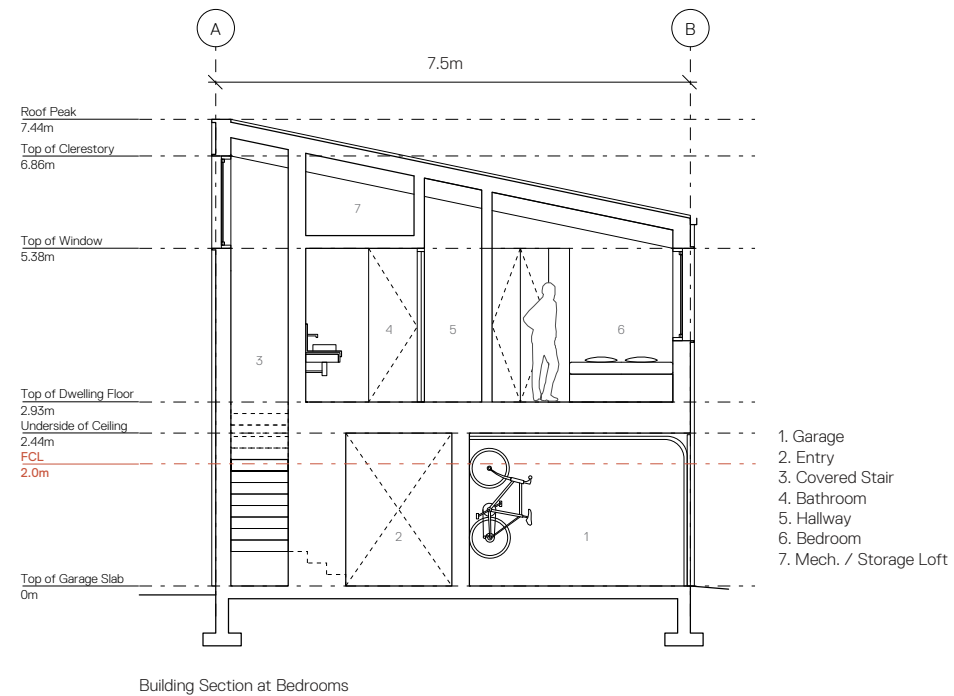 A
B
7.5m
Roof Peak
7.44m
Top of Clerestory
6.86m
7
Top of Window
5.38m
4
5
6
3
Top of Dwelling Floor
2.93m
Underside of Ceiling
2.44m
FCL
2.0m
2
1
Top of Garage Slab
0m
1. Garage
2. Entry
3. Covered Stair
4. Bathroom
5. Hallway
6. Bedroom
7. Mech. / Storage Loft
Building Section at Bedrooms